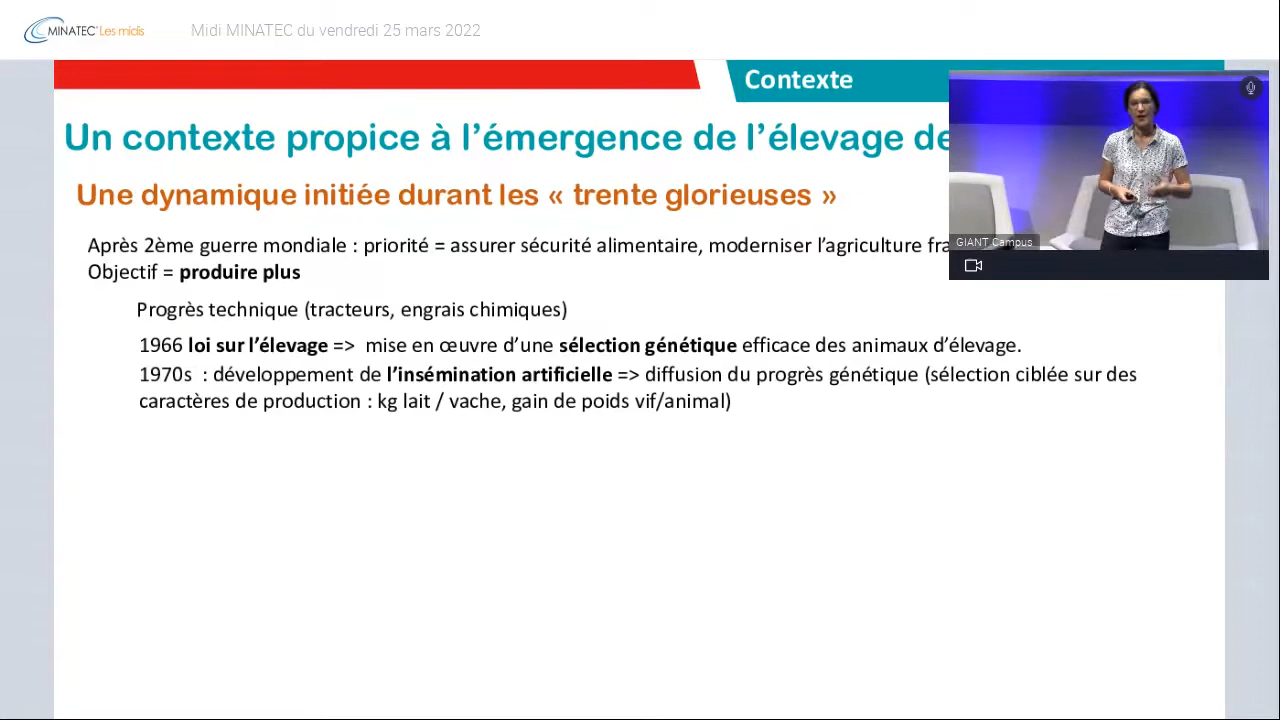 MINATEC Les midis
Midi MINATEC du vendredi 25 mars 2022
Contexte
Un contexte propice à l’émergence de l’élevage de
Une dynamique initiée durant les « trente glorieuses »
Après 2ème guerre mondiale : priorité = assurer sécurité alimentaire, moderniser l’agriculture fra
Objectif = produire plus
GIANT Campus
Progrès technique (tracteurs, engrais chimiques)
1966 loi sur l’élevage => mise en œuvre d’une sélection génétique efficace des animaux d’élevage.
1970s : développement de l’insémination artificielle => diffusion du progrès génétique (sélection ciblée sur des
caractères de production : kg lait / vache, gain de poids vif/animal)